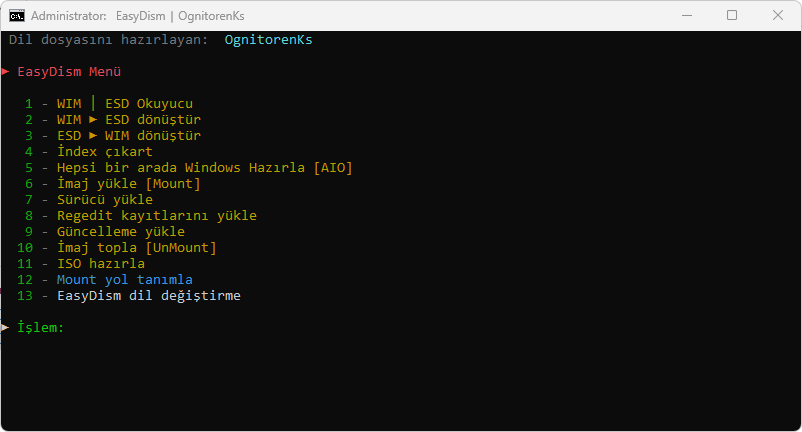 Administrator: EasyDism | OgnitorenKs
Dil dosyasını hazırlayan: OgnitorenKs
► EasyDism Menü
1 - WIM | ESD Okuyucu
2 - WIM ► ESD dönüştür
3 - ESD ► WIM dönüştür
4 - İndex çıkart
5 - Hepsi bir arada Windows Hazırla [AIO]
6 - İmaj yükle [Mount]
7 - Sürücü yükle
8 - Regedit kayıtlarını yükle
9 - Güncelleme yükle
10 - İmaj topla [UnMount]
11 - ISO hazırla
12 - Mount yol tanımla
13 - EasyDism dil değiştirme
► İşlem: